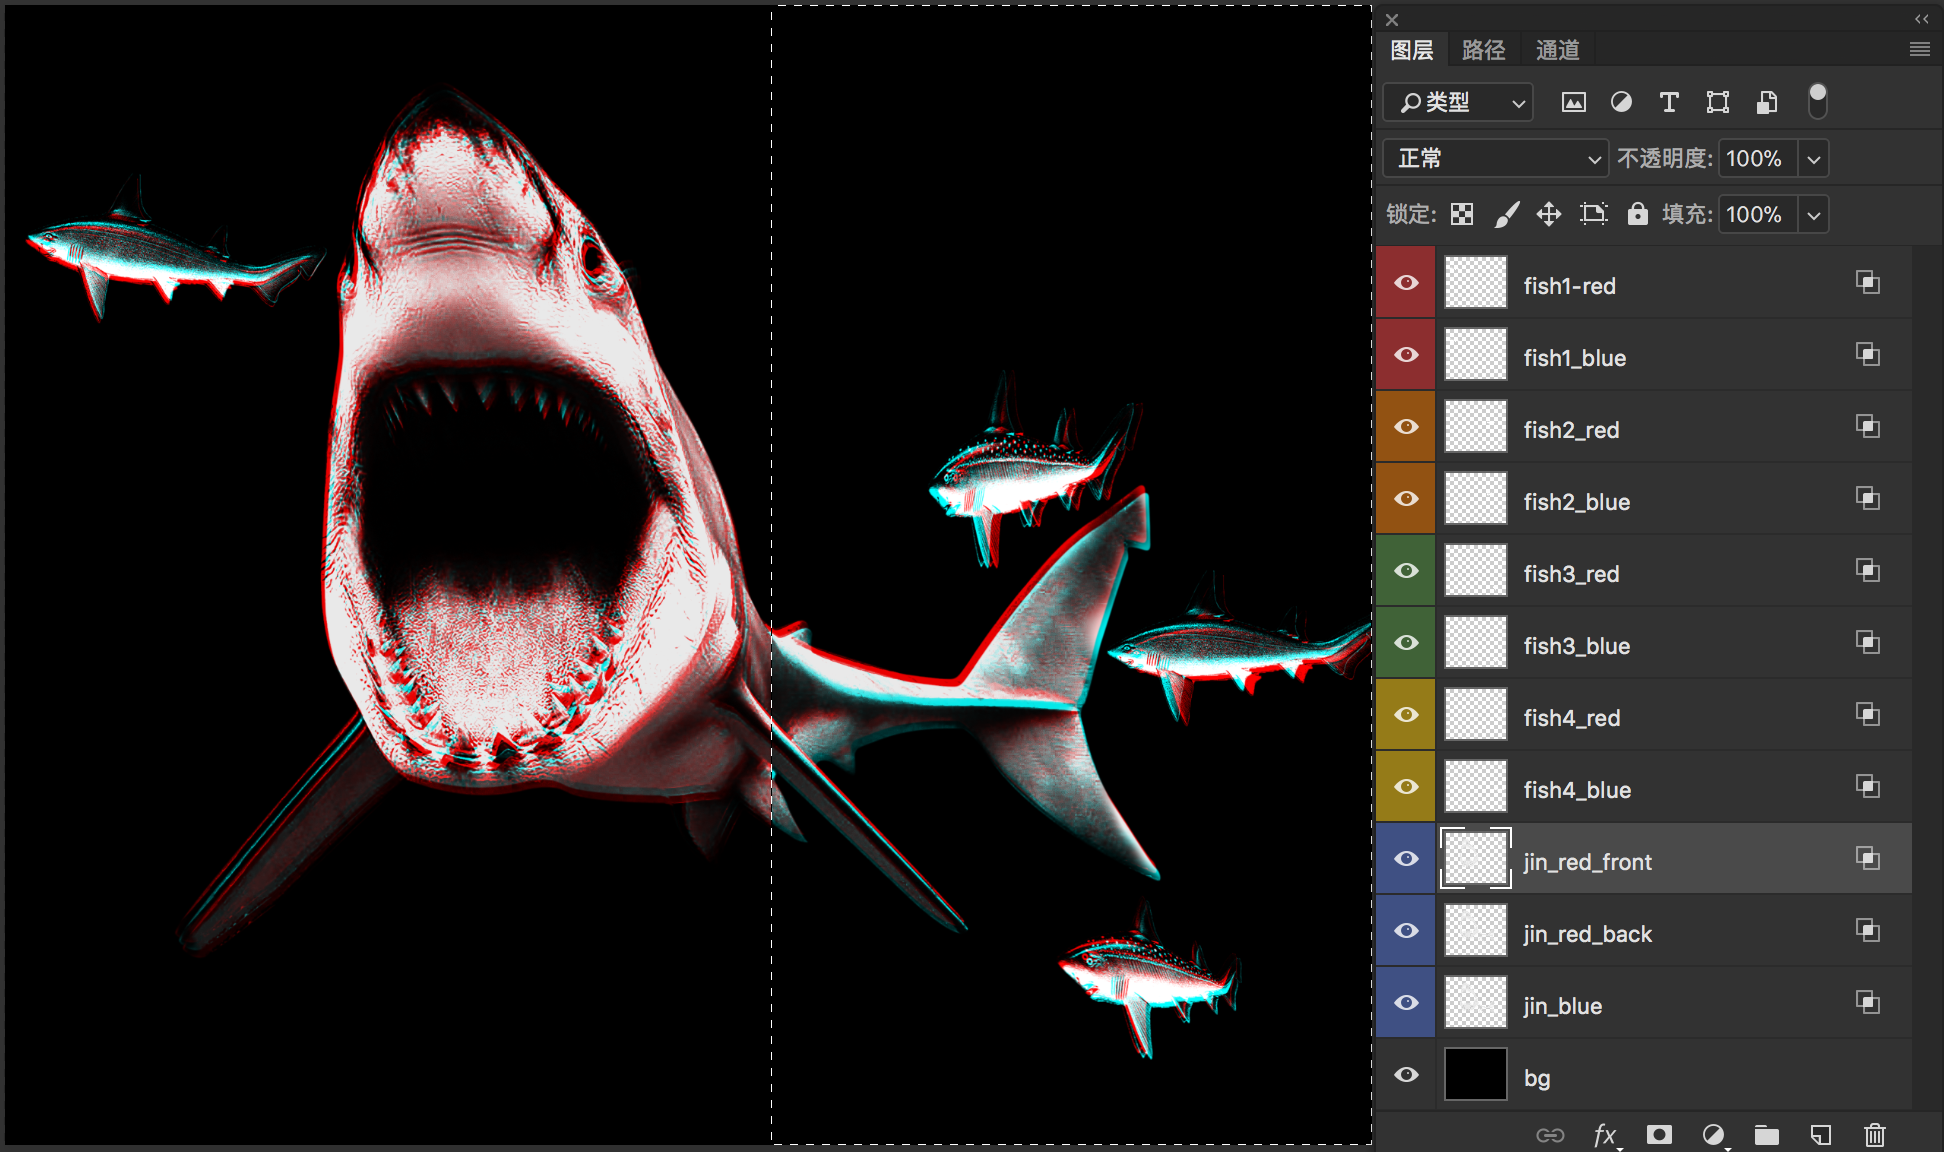 图层 路径 通道
类型
正常 不透明度: 100%
锁定: 填充: 100%
fish1-red
fish1_blue
fish2_red
fish2_blue
fish3_red
fish3_blue
fish4_red
fish4_blue
jin_red_front
jin_red_back
jin_blue
bg
fx